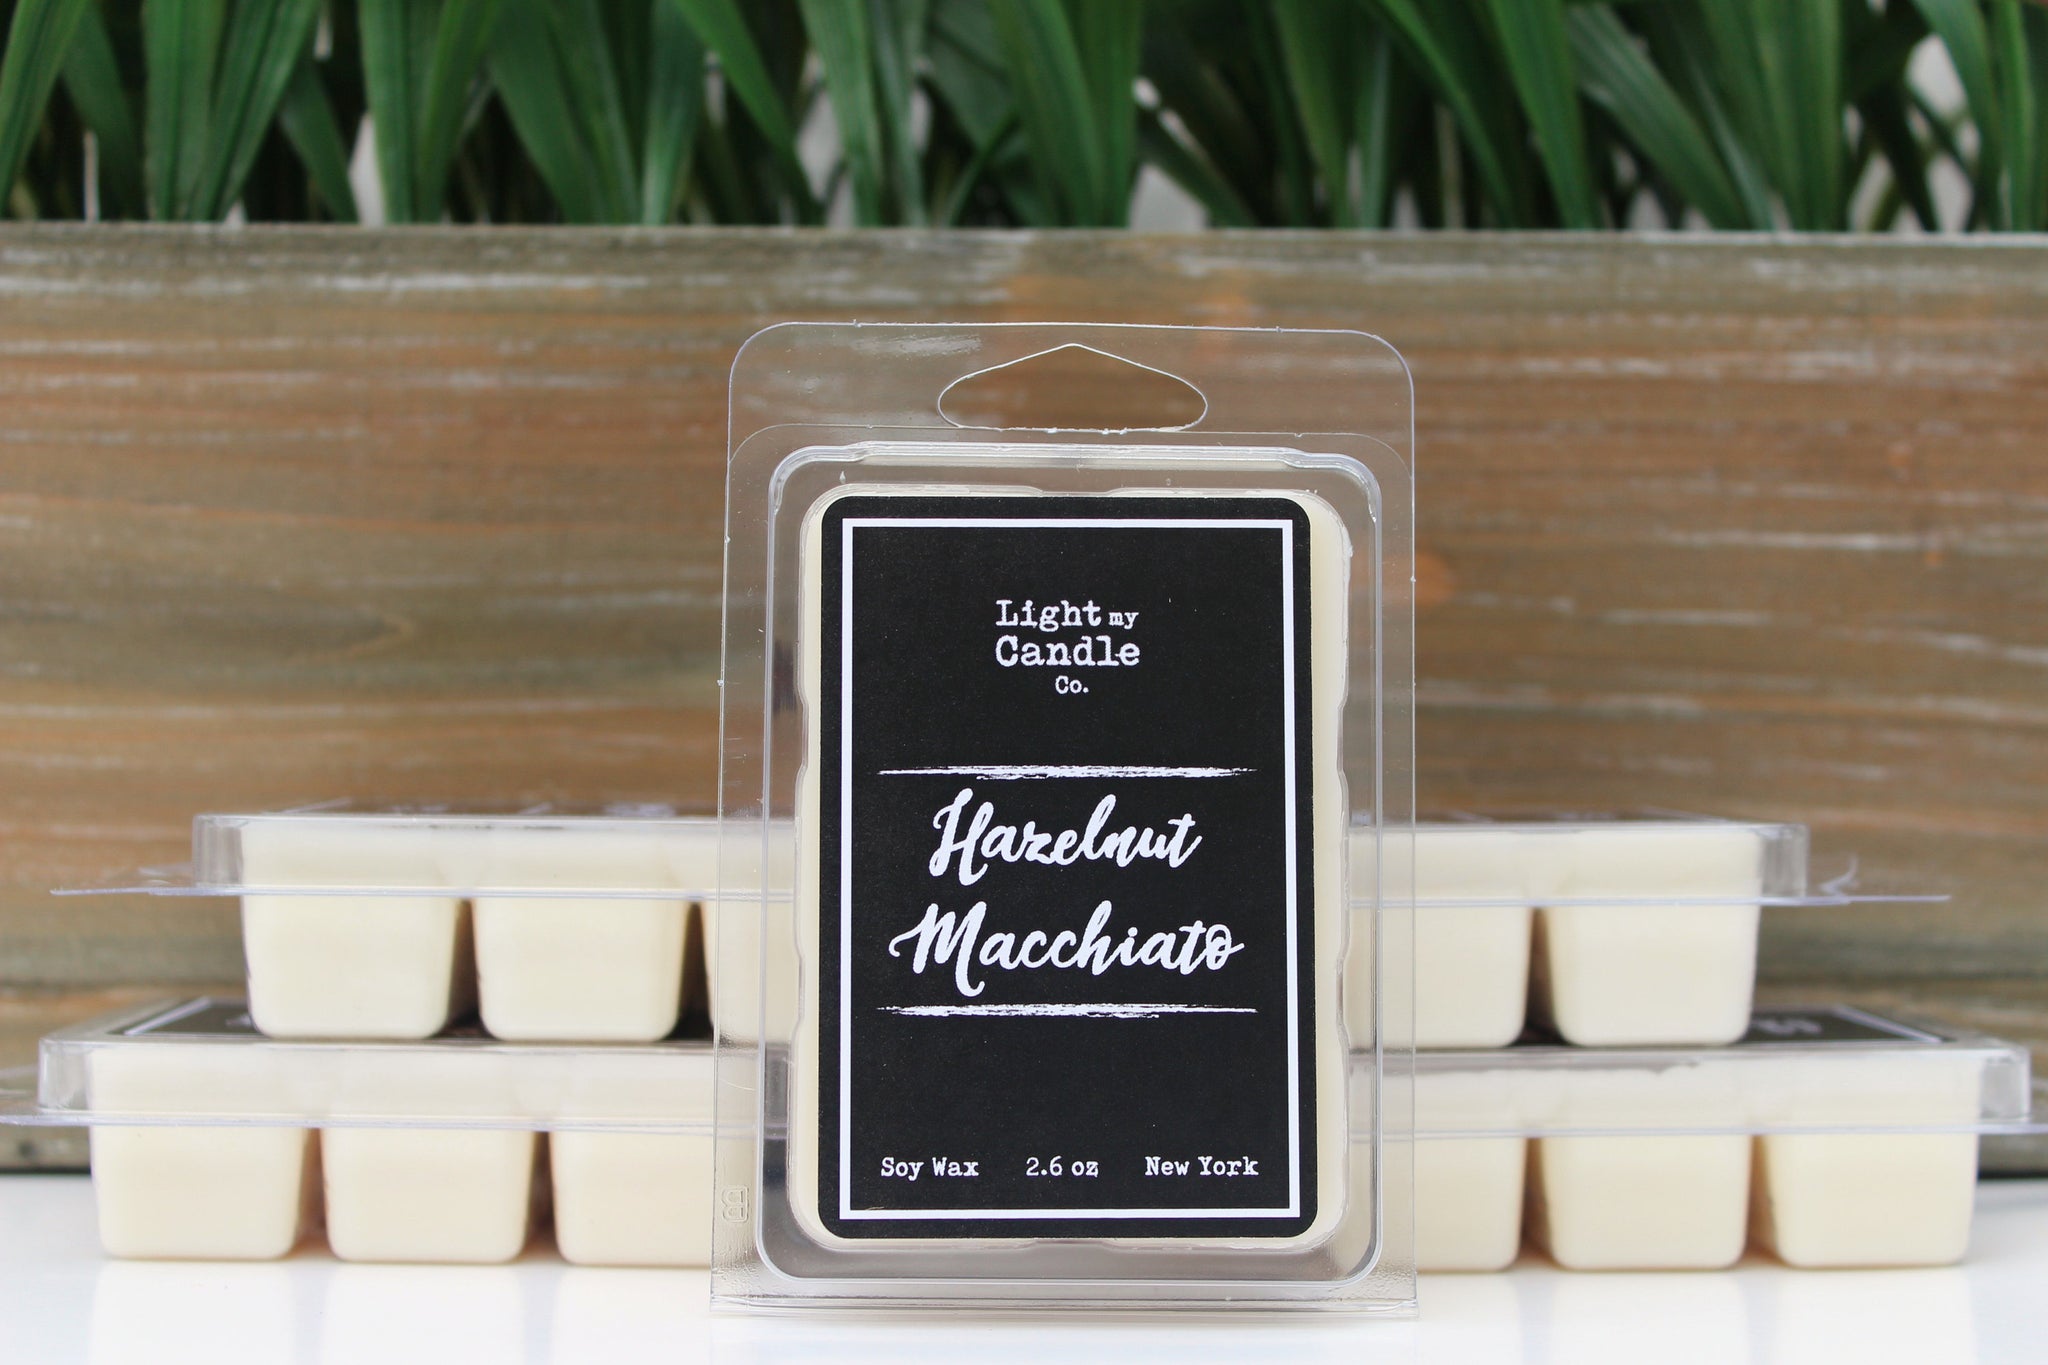 Light my
Candle
Co.
Hazelnut
Macchiato
Soy Wax 2.6 oz New York